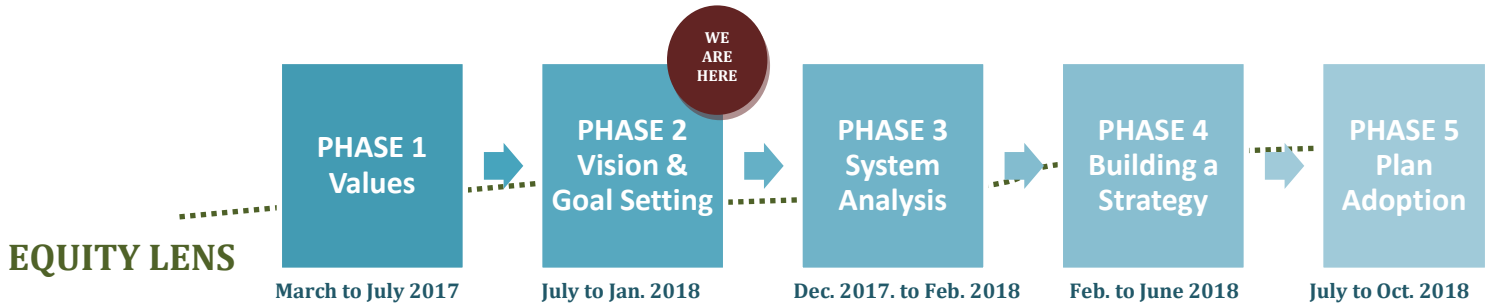 WE
ARE
HERE
PHASE 1
Values
PHASE 2
Vision &
Goal Setting
PHASE 3
System
Analysis
PHASE 4
Building a
Strategy
PHASE 5
Plan
Adoption
EQUITY LENS
March to July 2017
July to Jan. 2018
Dec. 2017. to Feb. 2018
Feb. to June 2018
July to Oct. 2018